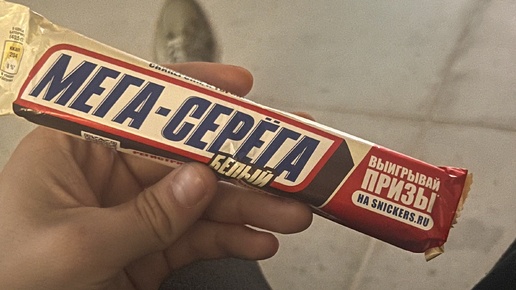 МЕГА-СЕРЁГА
БЕЛЫЙ
ВЫИГРЫВАЙ
ПРИЗЫ
НА SNICKERS.RU